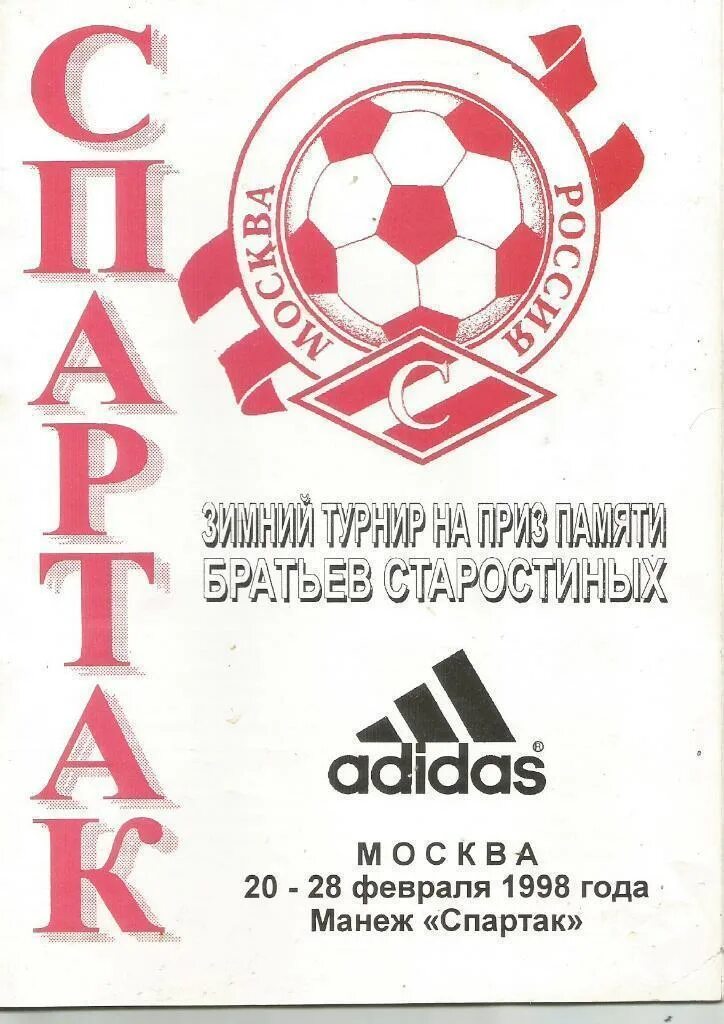 СПАРТАК
МОСКВА
РОССИЯ
С
ЗИМНИЙ ТУРНИР НА ПРИЗ ПАМЯТИ
БРАТЬЕВ СТАРОСТИНЫХ
adidas®
МОСКВА
20 - 28 февраля 1998 года
Манеж «Спартак»